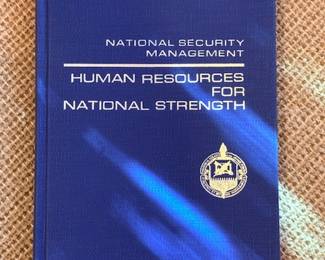 NATIONAL SECURITY
MANAGEMENT
HUMAN RESOURCES
FOR
NATIONAL STRENGTH